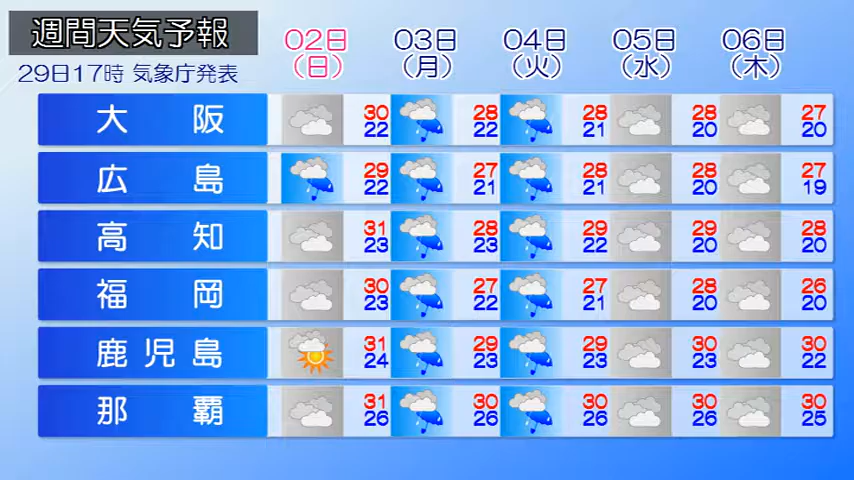 週間天気予報
29日17時 気象庁発表
02日 03日 04日 05日 06日
(日) (月) (火) (水) (木)
大阪 30 22 28 22 28 21 28 20 27 20
広島 29 22 27 21 28 21 28 20 27 19
高知 31 23 28 23 29 22 29 20 28 20
福岡 30 23 27 22 27 21 28 20 26 20
鹿児島 31 24 29 23 29 23 30 23 30 22
那覇 31 26 30 26 30 26 30 26 30 25